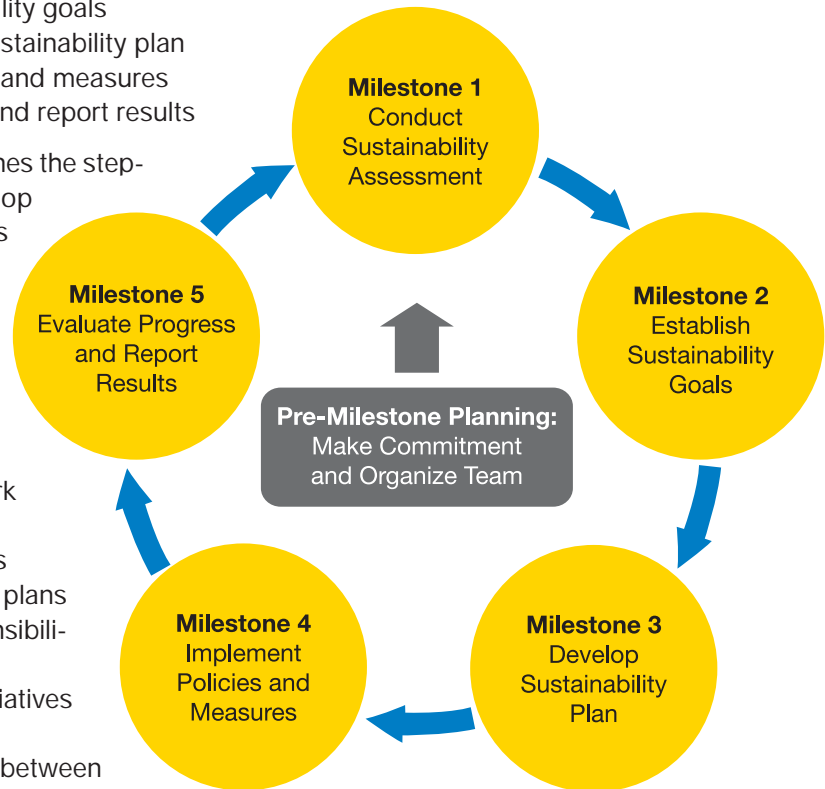 ility goals
stainability plan
and measures
nd report results
nes the step-
op
s
rk
s
plans
nsibili-
iatives
between
Milestone 1
Conduct
Sustainability
Assessment
Milestone 2
Establish
Sustainability
Goals
Milestone 3
Develop
Sustainability
Plan
Milestone 4
Implement
Policies and
Measures
Milestone 5
Evaluate Progress
and Report
Results
Pre-Milestone Planning:
Make Commitment
and Organize Team